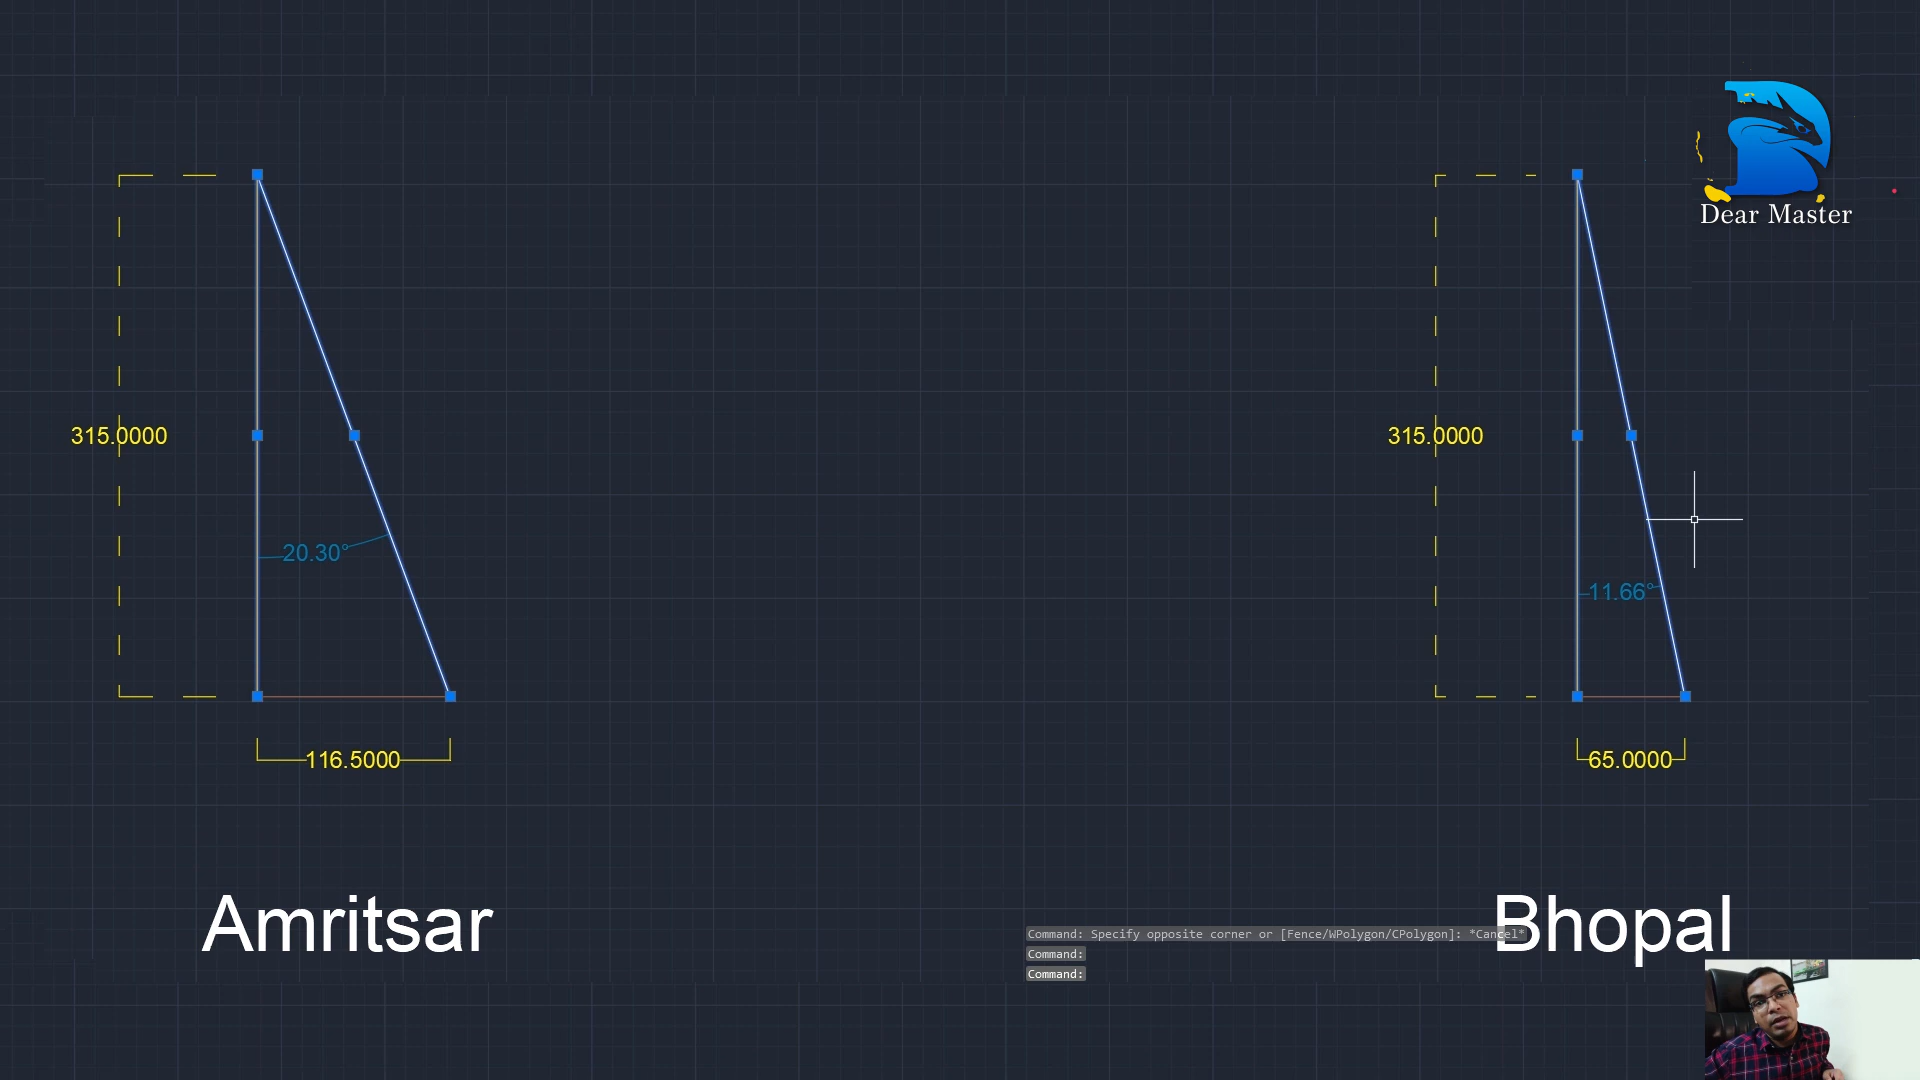 Dear Master
315.0000
315.0000
20.30°
11.66°
116.5000
65.0000
Amritsar
Bhopal
Command: Specify opposite corner or [Fence/WPolygon/CPolygon]: *Cancel*
Command:
Command: